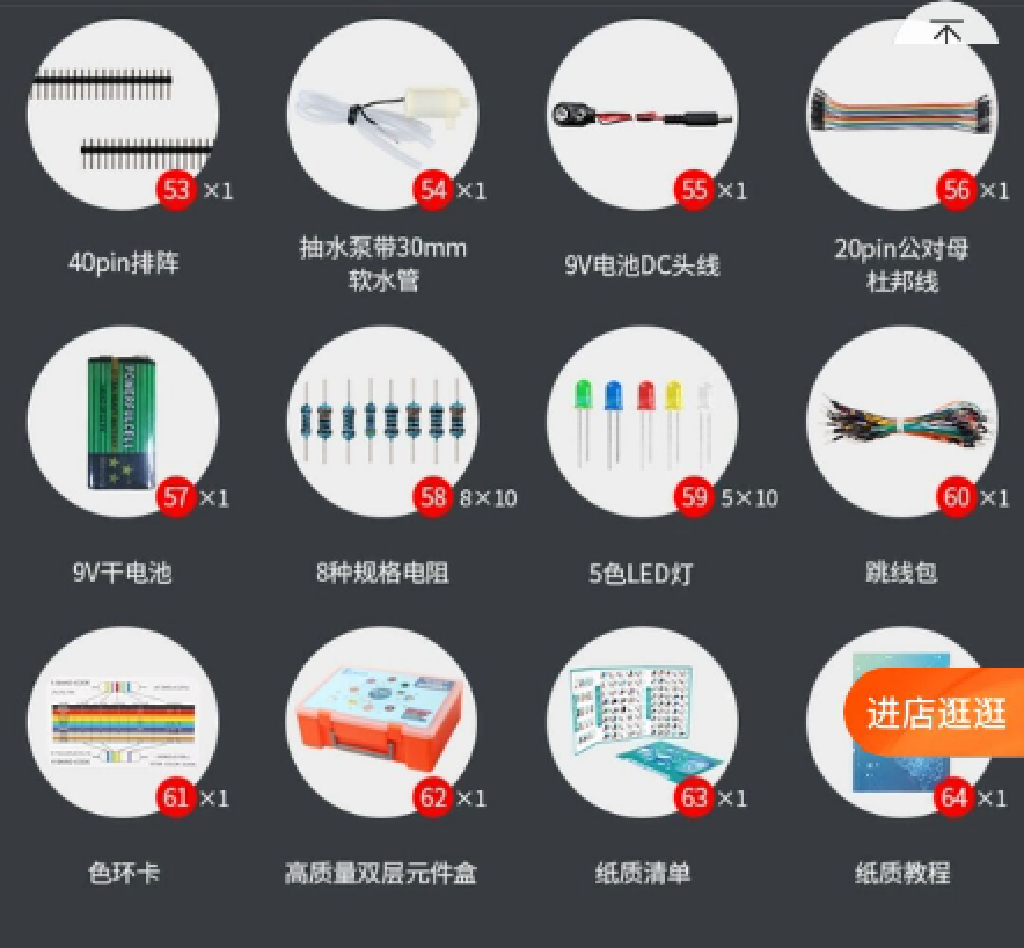 53 ×1
54 ×1
55 ×1
56 ×1
40pin排阵
抽水泵带30mm
软水管
9V电池DC头线
20pin公对母
杜邦线
POWERFULCELL
57 ×1
58 8×10
59 5×10
60 ×1
9V干电池
8种规格电阻
5色LED灯
跳线包
进店逛逛
61 ×1
62 ×1
63 ×1
64 ×1
色环卡
高质量双层元件盒
纸质清单
纸质教程